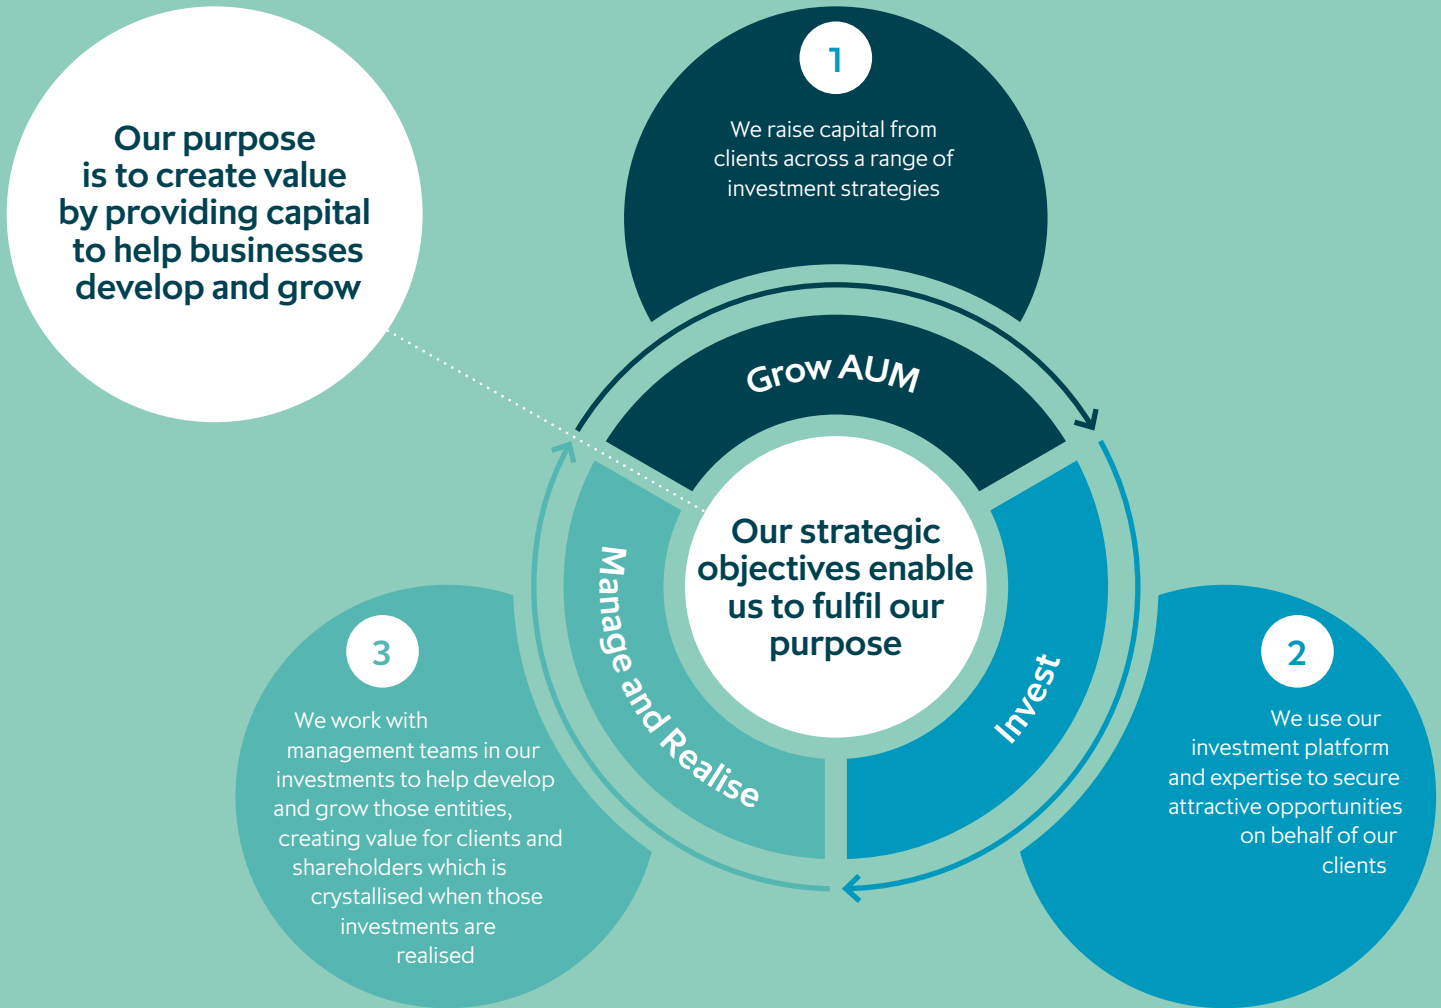 Our purpose
is to create value
by providing capital
to help businesses
develop and grow
1
We raise capital from
clients across a range of
investment strategies
Grow AUM
Our strategic
objectives enable
us to fulfil our
purpose
Invest
2
We use our
investment platform
and expertise to secure
attractive opportunities
on behalf of our
clients
Manage and Realise
3
We work with
management teams in our
investments to help develop
and grow those entities,
creating value for clients and
shareholders which is
crystallised when those
investments are
realised